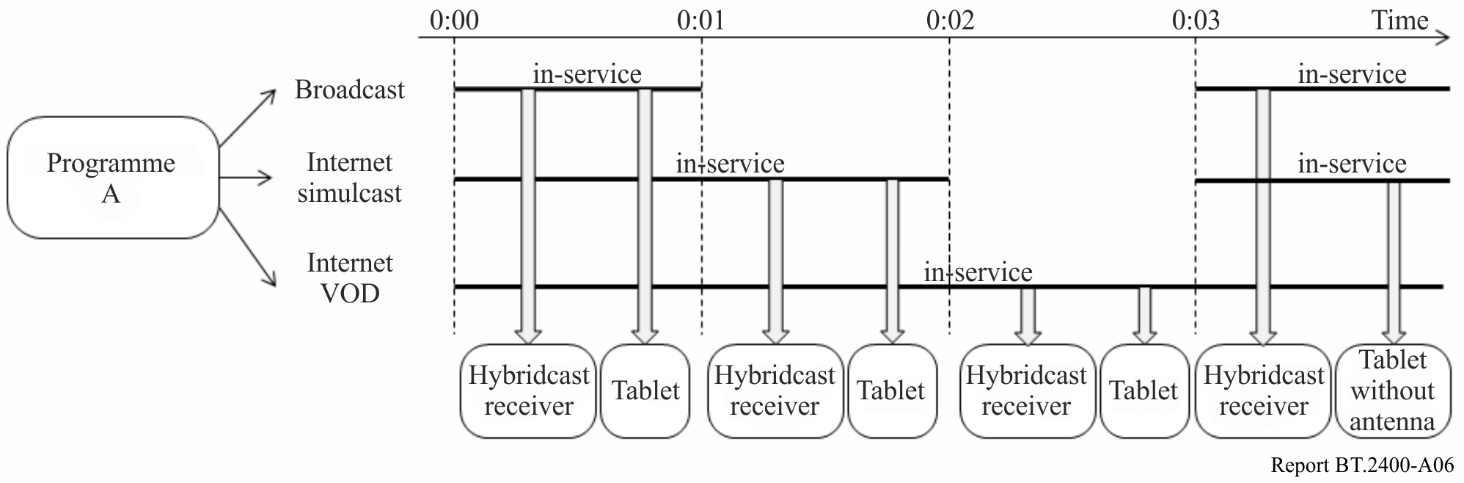 0:00 0:01 0:02 0:03 Time
in-service in-service
Broadcast
Programme
A
Internet
simulcast
in-service in-service
Internet
VOD
in-service
Hybridcast
receiver
Tablet
Hybridcast
receiver
Tablet
Hybridcast
receiver
Tablet
Hybridcast
receiver
Tablet
without
antenna
Report BT.2400-A06